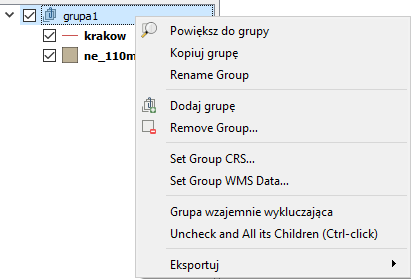 grupa1
krakow
ne_110m
Powiększ do grupy
Kopiuj grupę
Rename Group
Dodaj grupę
Remove Group...
Set Group CRS...
Set Group WMS Data...
Grupa wzajemnie wykluczająca
Uncheck and All its Children (Ctrl-click)
Eksportuj